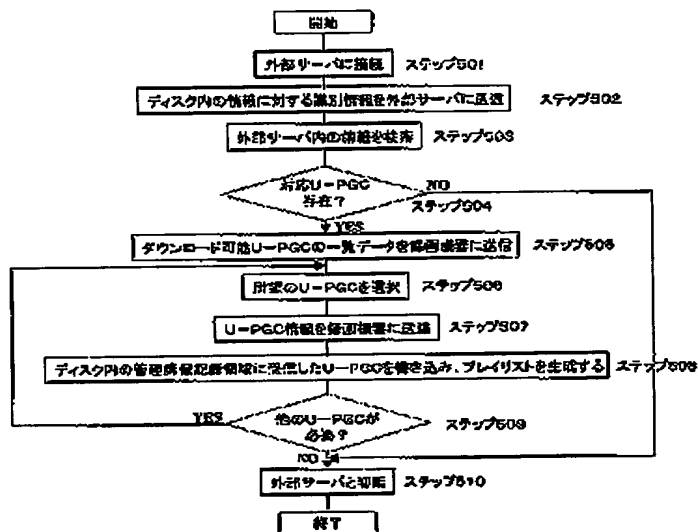 開始
外部サーバに接続 ステップ501
ディスク内の情報に対する識別情報を外部サーバに伝送 ステップ502
外部サーバ内の情報を検索 ステップ503
対応U-PGC
存在?
NO
ステップ504
YES
ダウンロード可能U-PGCの一覧データを録画機器に送信 ステップ505
所望のU-PGCを選択 ステップ506
U-PGC情報を録画機器に伝送 ステップ507
ディスク内の管理情報記録領域に受信したU-PGCを書き込み、プレイリストを生成する ステップ508
YES
他のU-PGCが
必要?
ステップ509
NO
外部サーバと切断 ステップ510
終了